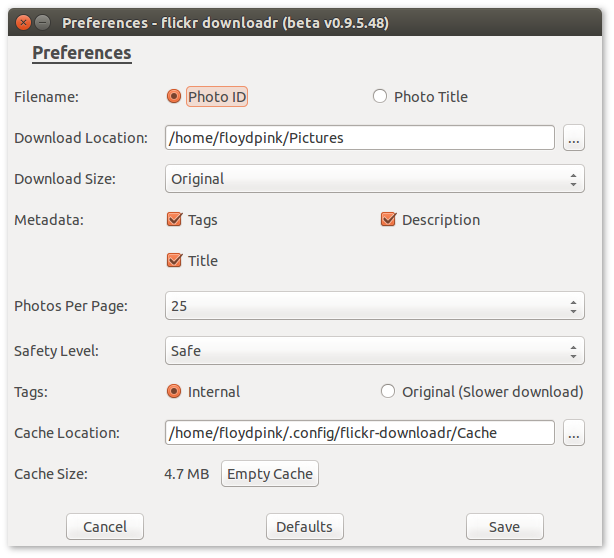 Preferences - flickr downloadr (beta v0.9.5.48)
Preferences
Filename: Photo ID Photo Title
Download Location: /home/floydpink/Pictures ...
Download Size: Original
Metadata: Tags Description
Title
Photos Per Page: 25
Safety Level: Safe
Tags: Internal Original (Slower download)
Cache Location: /home/floydpink/.config/flickr-downloadr/Cache ...
Cache Size: 4.7 MB Empty Cache
Cancel Defaults Save